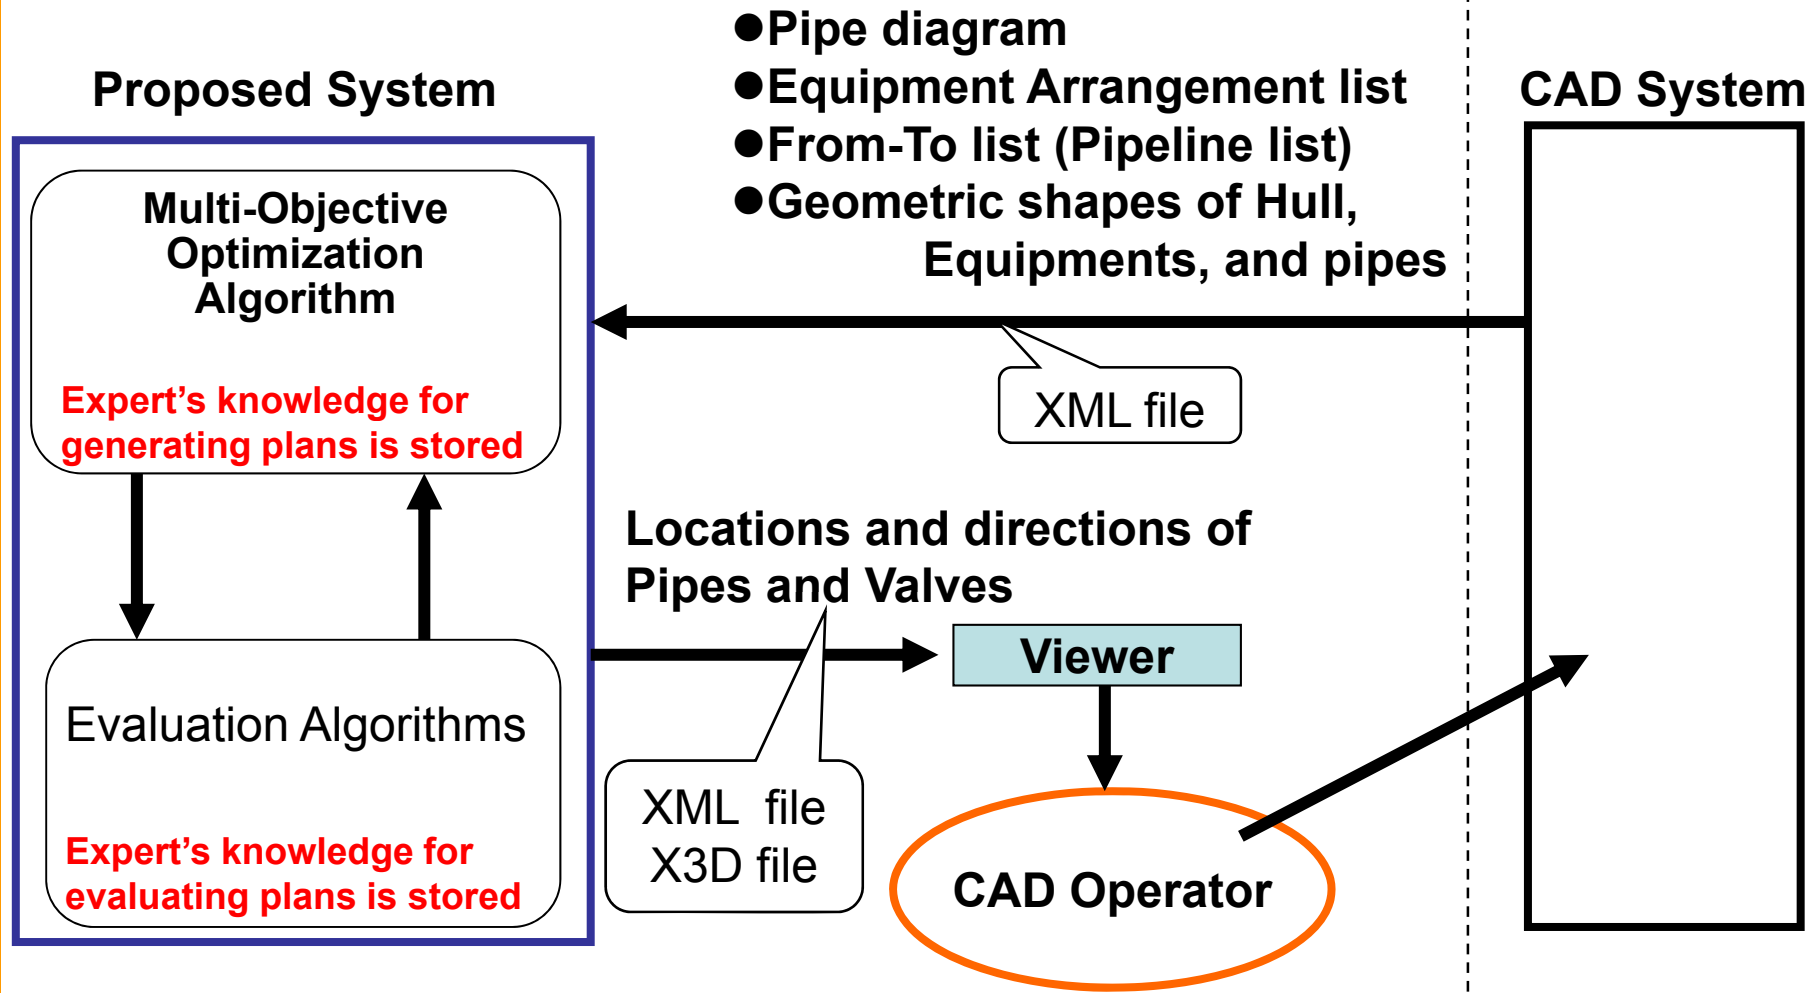 Proposed System
Multi-Objective
Optimization
Algorithm
Expert’s knowledge for
generating plans is stored
Evaluation Algorithms
Expert’s knowledge for
evaluating plans is stored
●Pipe diagram
●Equipment Arrangement list
●From-To list (Pipeline list)
●Geometric shapes of Hull,
Equipments, and pipes
XML file
Locations and directions of
Pipes and Valves
XML file
X3D file
Viewer
CAD Operator
CAD System